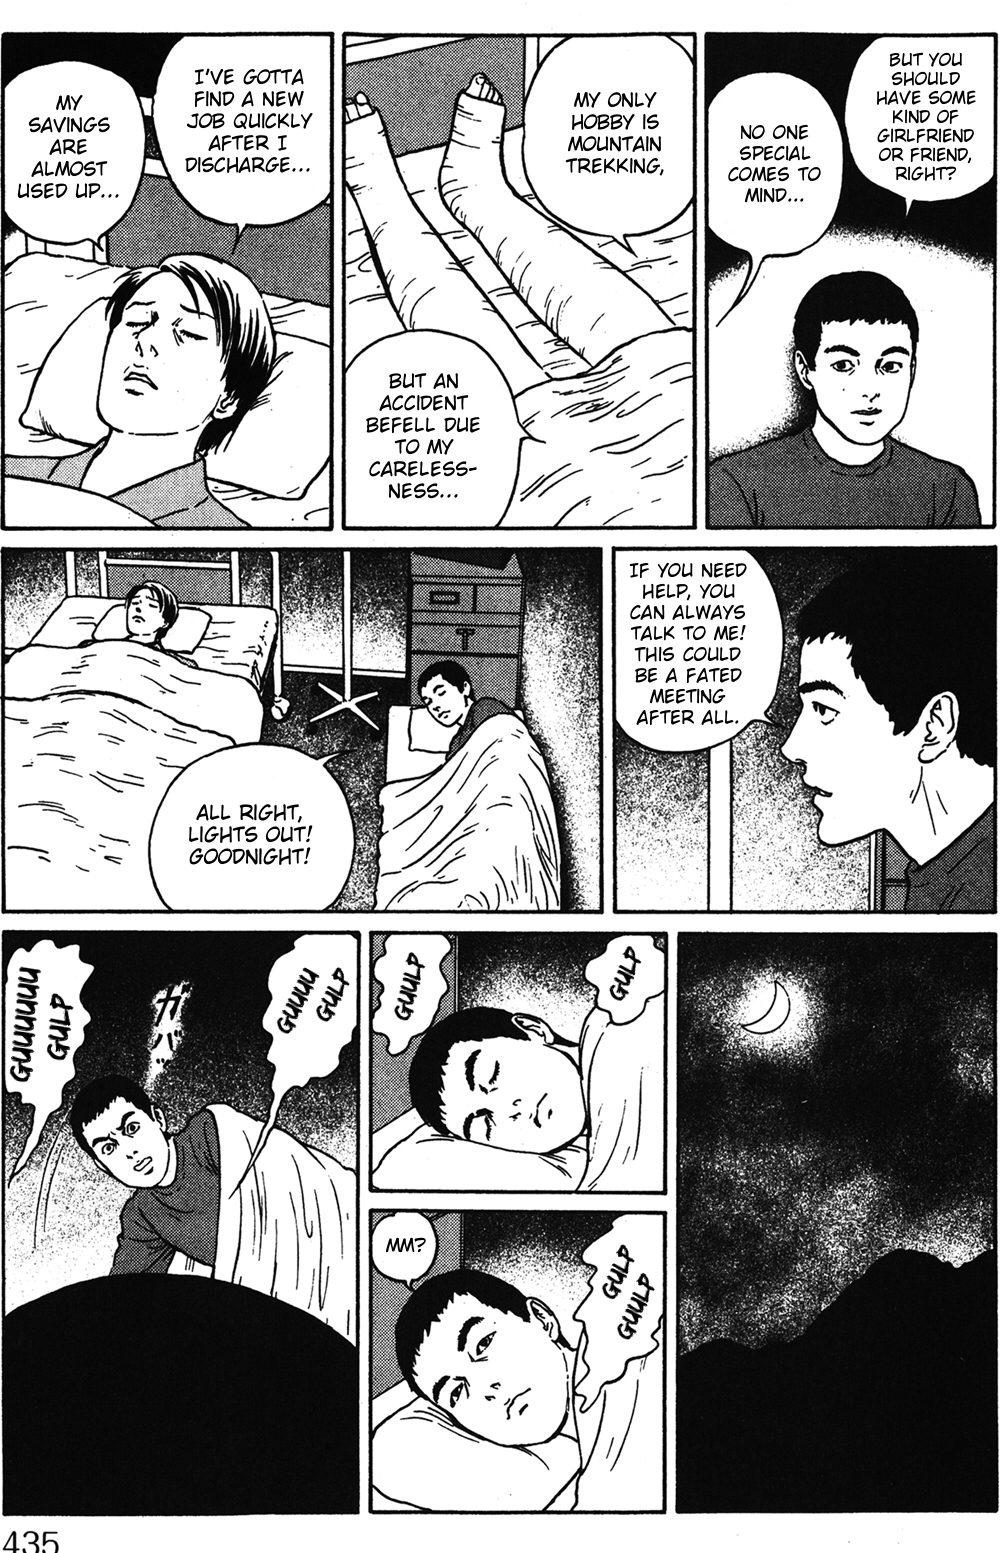 BUT YOU
SHOULD
HAVE SOME
KIND OF
GIRLFRIEND
OR FRIEND,
RIGHT?
NO ONE
SPECIAL
COMES TO
MIND...
MY ONLY
HOBBY IS
MOUNTAIN
TREKKING,
BUT AN
ACCIDENT
BEFELL DUE
TO MY
CARELESS-
NESS...
I'VE GOTTA
FIND A NEW
JOB QUICKLY
AFTER I
DISCHARGE...
MY
SAVINGS
ARE
ALMOST
USED UP...
IF YOU NEED
HELP, YOU
CAN ALWAYS
TALK TO ME!
THIS COULD
BE A FATED
MEETING
AFTER ALL.
ALL RIGHT,
LIGHTS OUT!
GOODNIGHT!
GULP
GUULP
MM?
GULP
GUULP
GUUUU
GULP
ガバッ
GUUUUUU
GULP
435